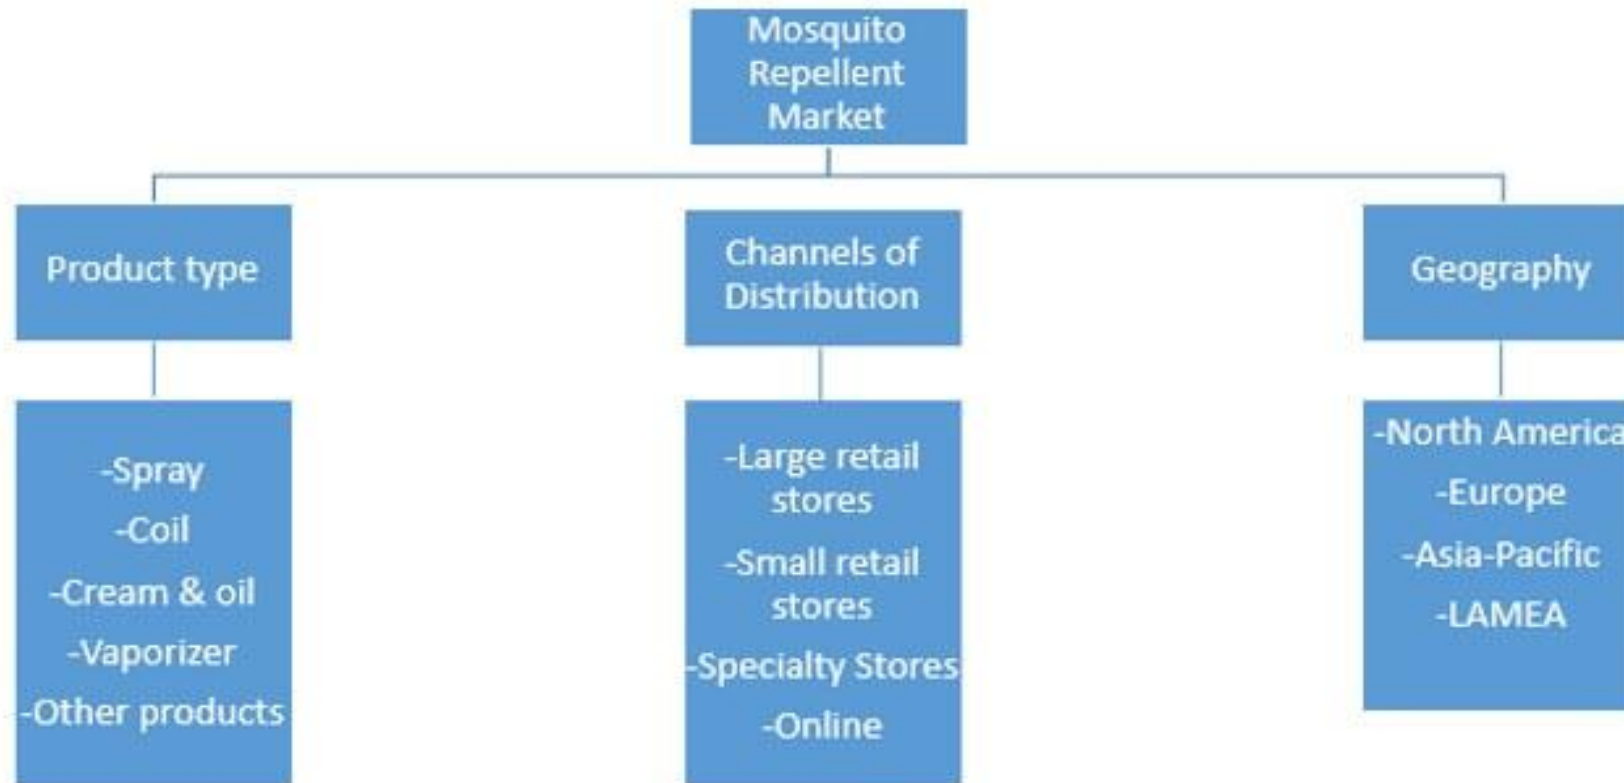 Mosquito
Repellent
Market
Product type
Channels of
Distribution
Geography
-Spray
-Coil
-Cream & oil
-Vaporizer
-Other products
-Large retail
stores
-Small retail
stores
-Specialty Stores
-Online
-North America
-Europe
-Asia-Pacific
-LAMEA